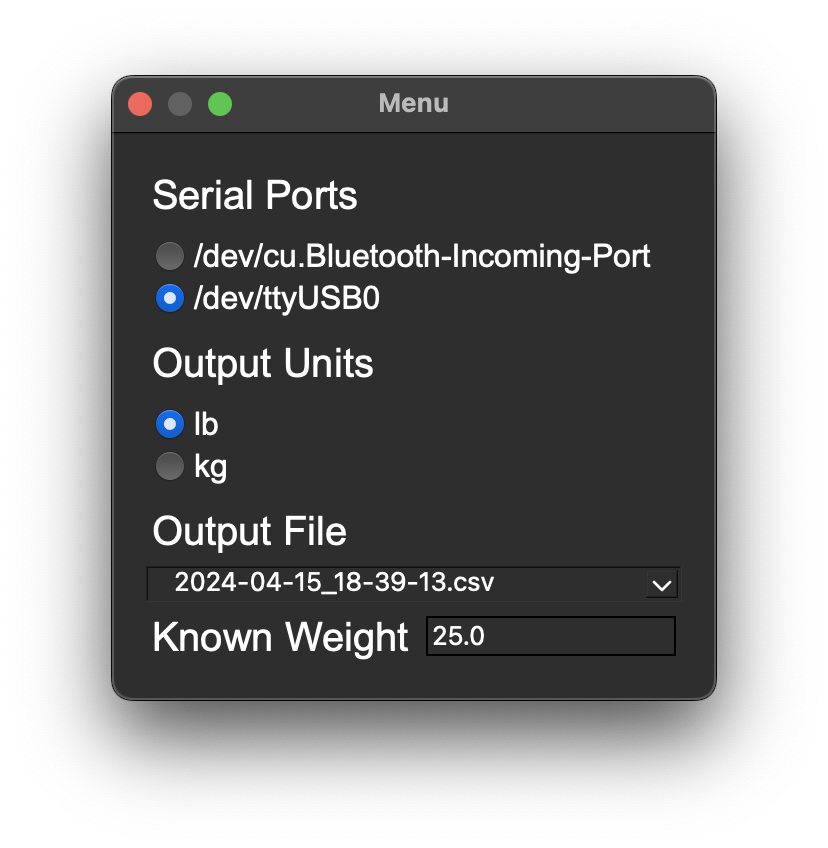 Menu
Serial Ports
/dev/cu.Bluetooth-Incoming-Port
/dev/ttyUSB0
Output Units
lb
kg
Output File
2024-04-15_18-39-13.csv
Known Weight 25.0